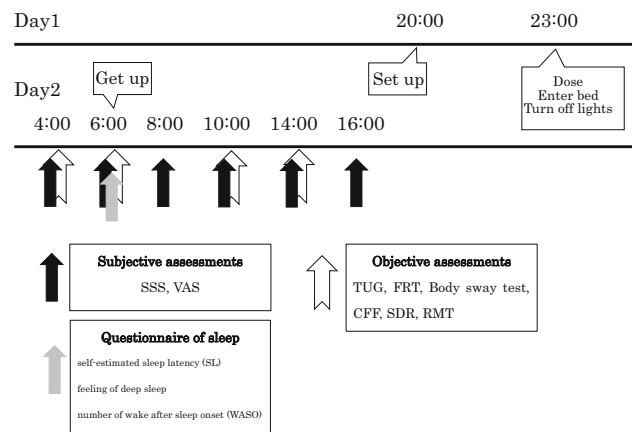 Day1
20:00 23:00
Get up
Set up
Dose
Enter bed
Turn off lights
Day2
4:00 6:00 8:00 10:00 14:00 16:00
Subjective assessments
SSS, VAS
Objective assessments
TUG, FRT, Body sway test,
CFF, SDR, RMT
Questionnaire of sleep
self-estimated sleep latency (SL)
feeling of deep sleep
number of wake after sleep onset (WASO)